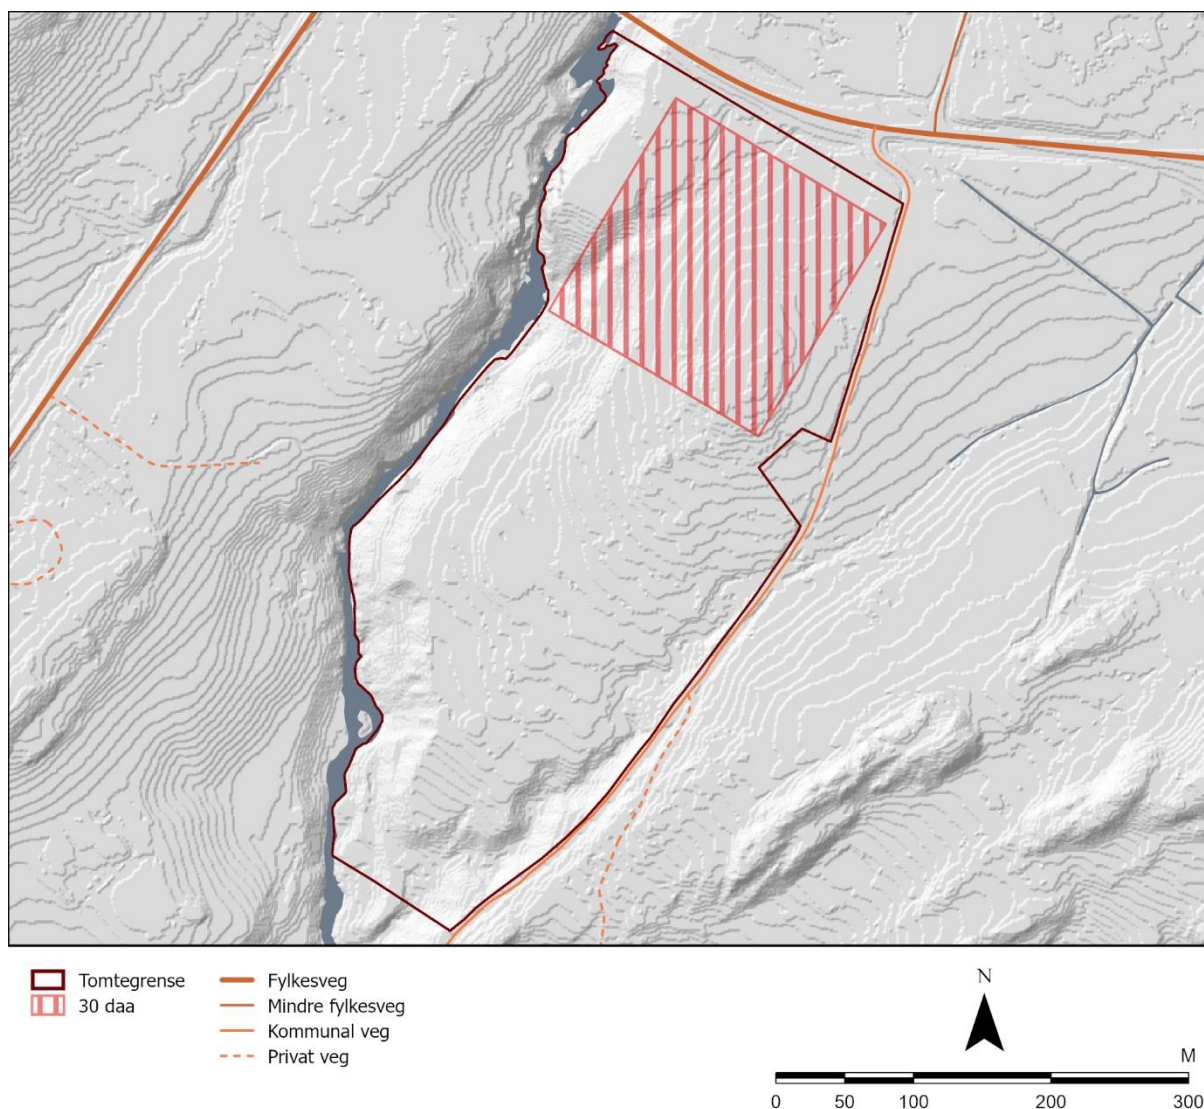 Tomtegrense
30 daa
Fylkesveg
Mindre fylkesveg
Kommunal veg
Privat veg
N
M
0 50 100 200 300